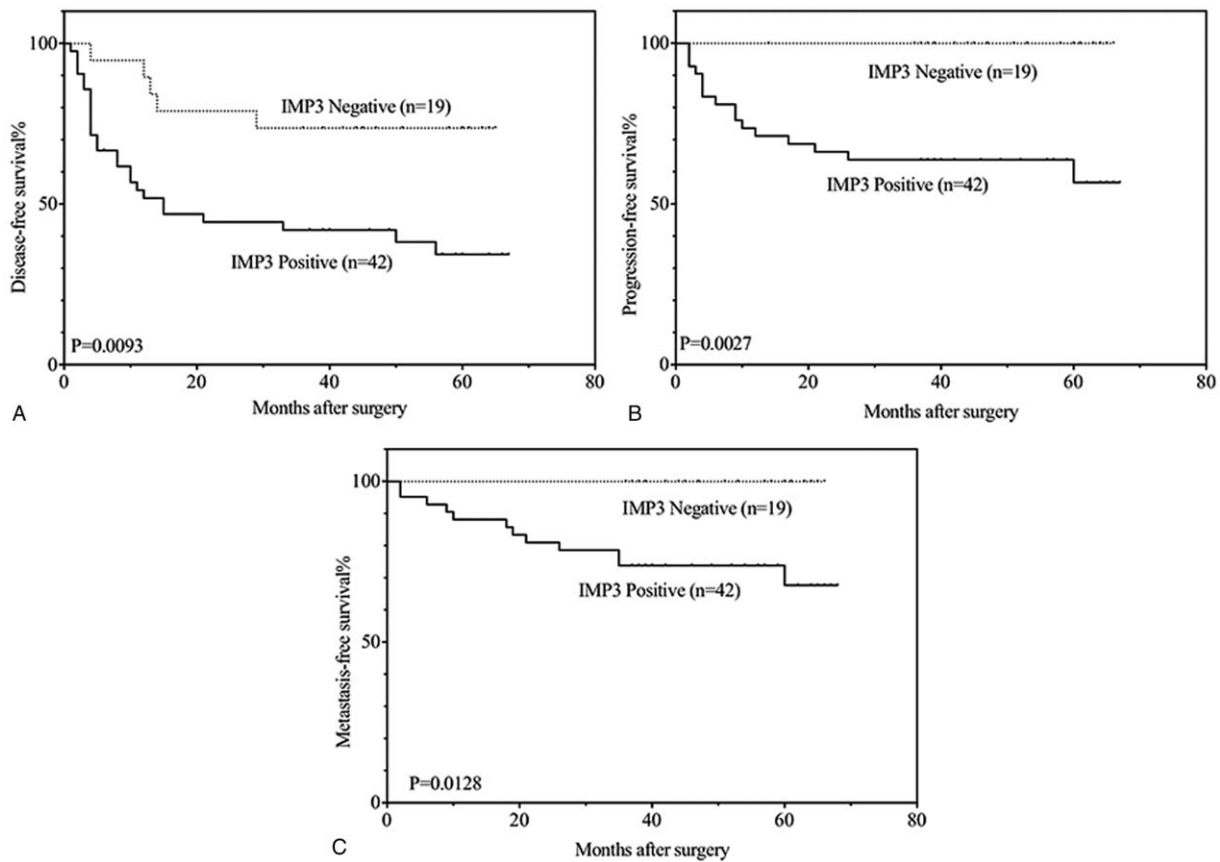 100
50
0
Disease-free survival%
IMP3 Negative (n=19)
IMP3 Positive (n=42)
P=0.0093
0 20 40 60 80
Months after surgery
A
100
50
0
Progression-free survival%
IMP3 Negative (n=19)
IMP3 Positive (n=42)
P=0.0027
0 20 40 60 80
Months after surgery
B
100
50
0
Metastasis-free survival%
IMP3 Negative (n=19)
IMP3 Positive (n=42)
P=0.0128
0 20 40 60 80
Months after surgery
C